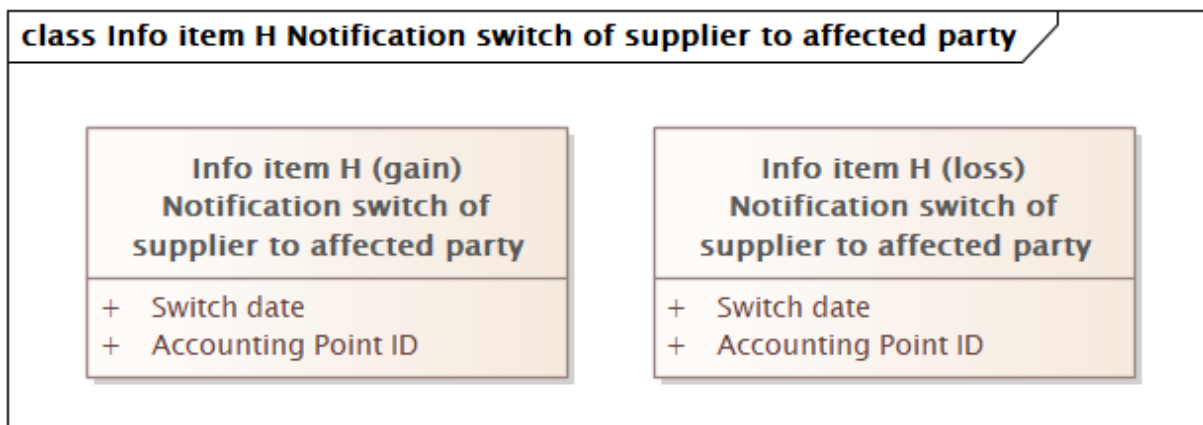 class Info item H Notification switch of supplier to affected party
Info item H (gain)
Notification switch of
supplier to affected party
+ Switch date
+ Accounting Point ID
Info item H (loss)
Notification switch of
supplier to affected party
+ Switch date
+ Accounting Point ID